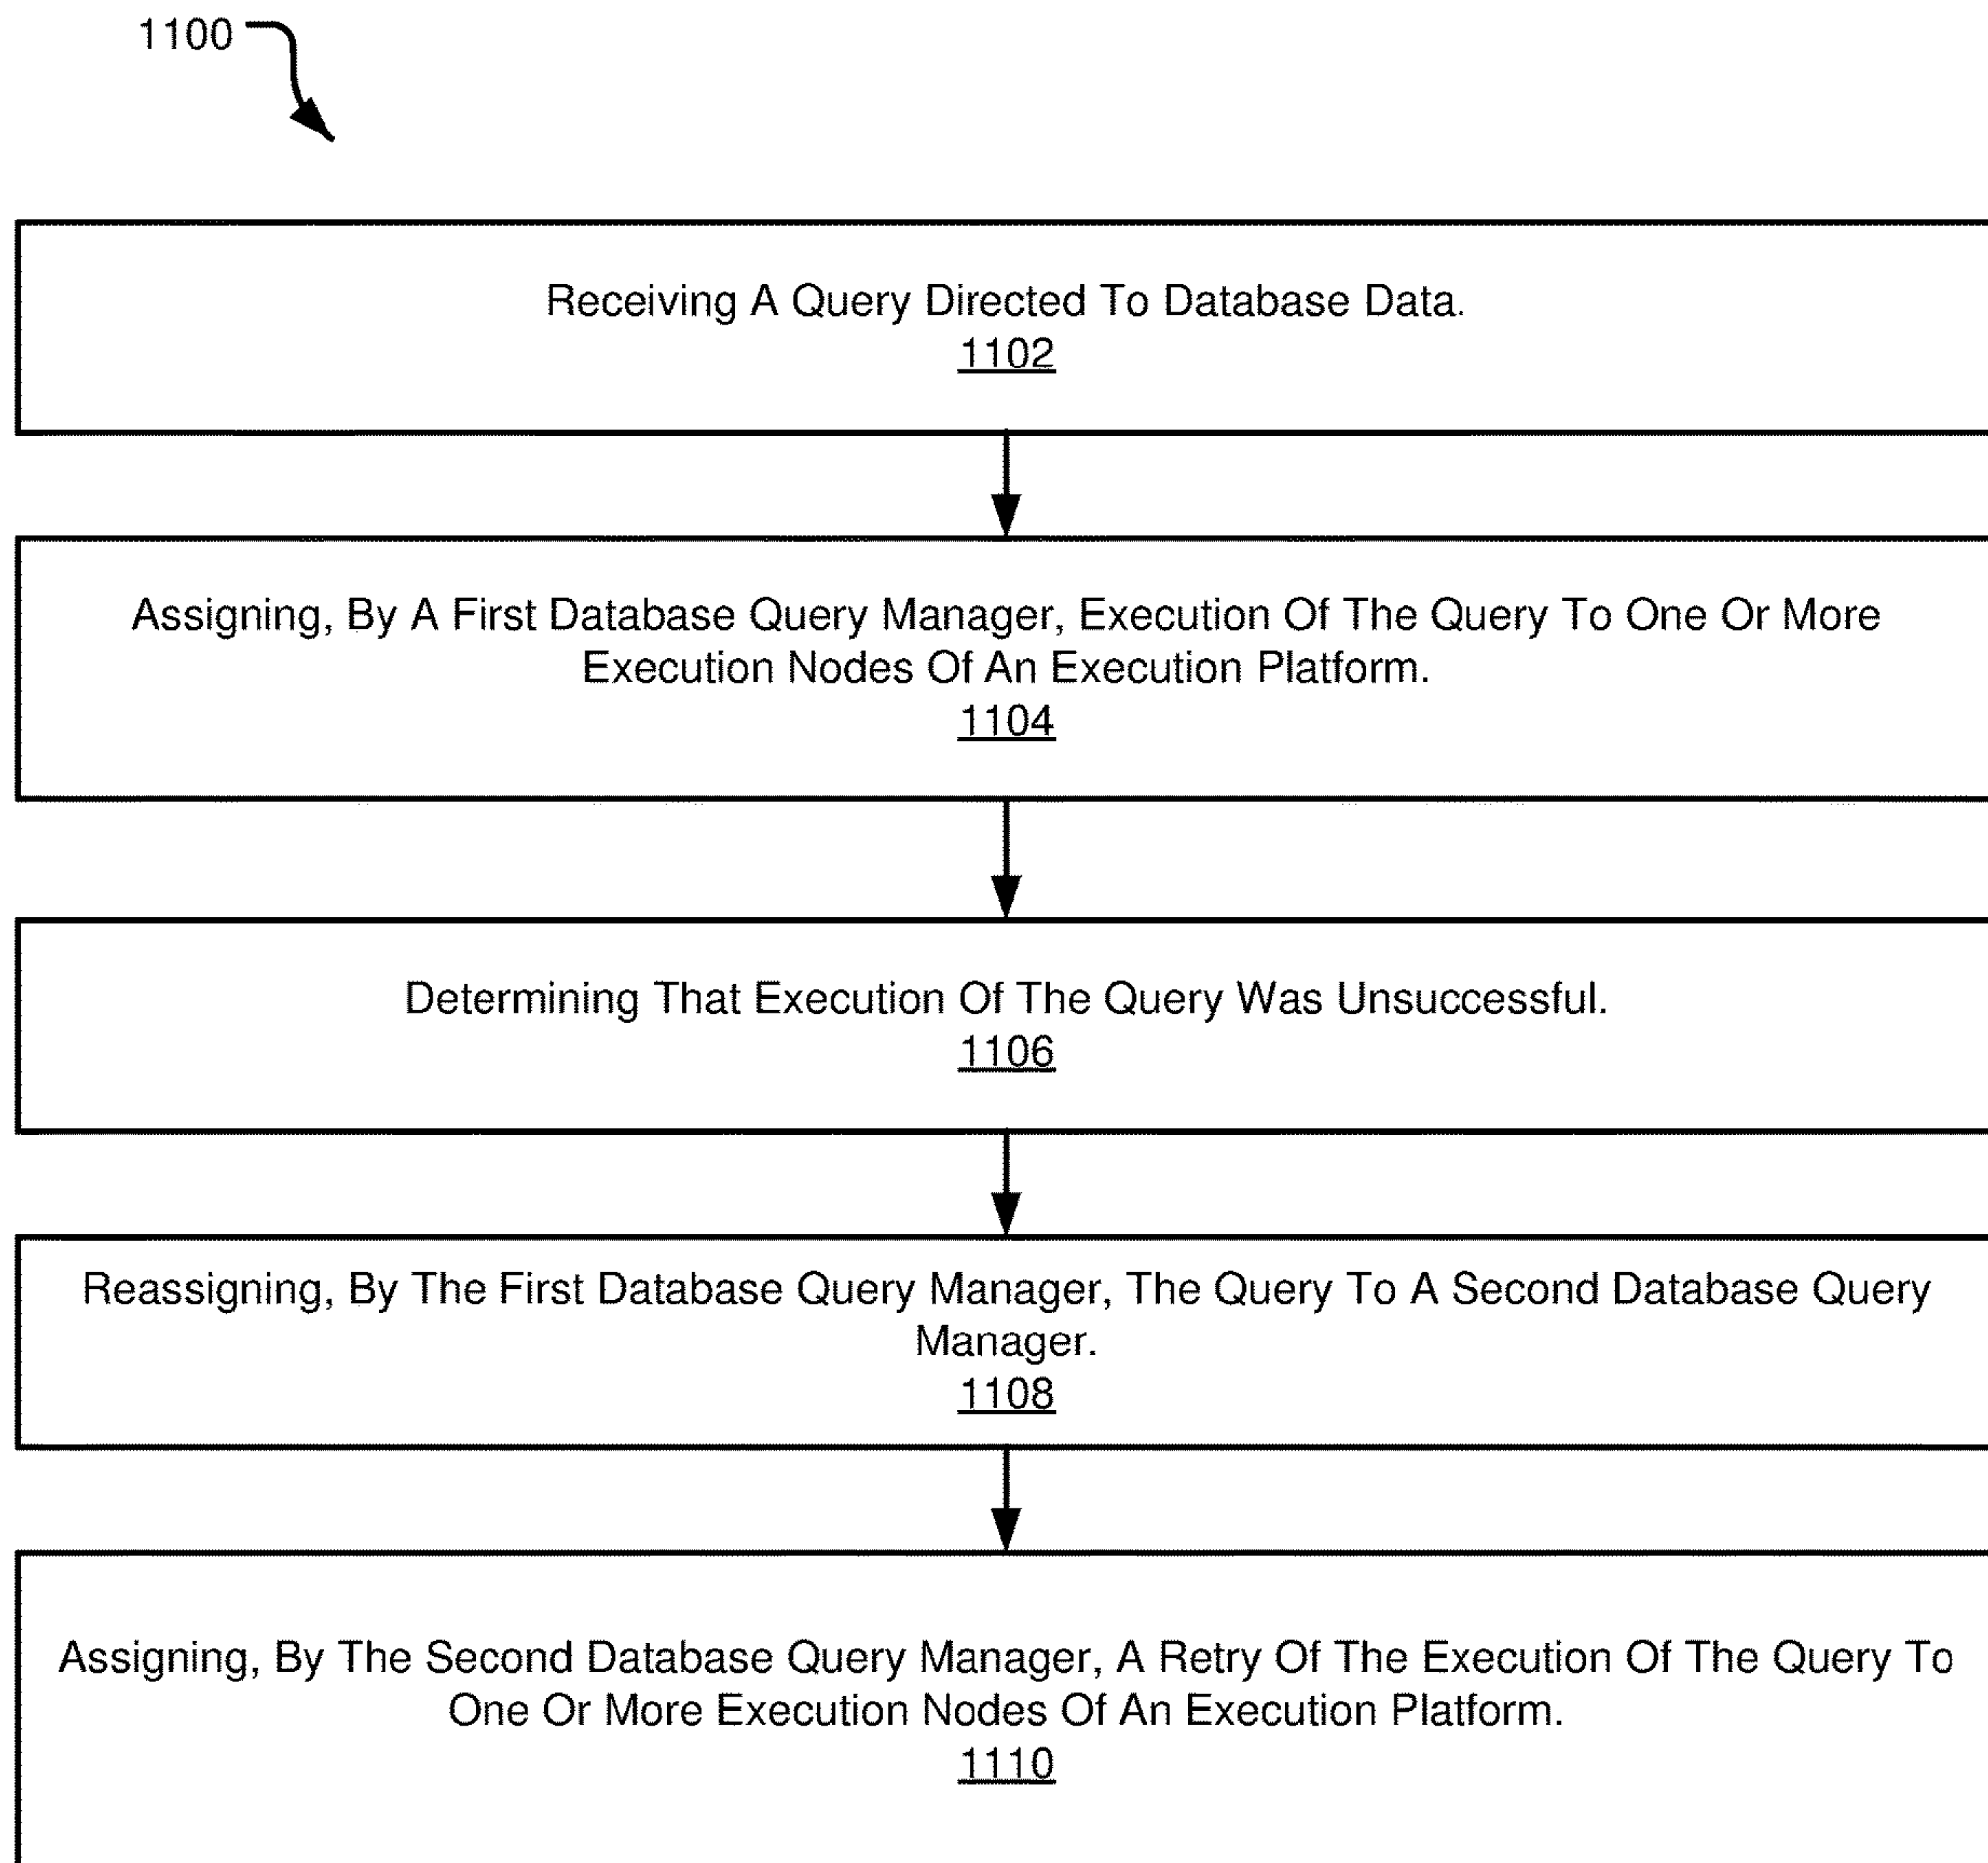 1100
Receiving A Query Directed To Database Data.
1102
Assigning, By A First Database Query Manager, Execution Of The Query To One Or More
Execution Nodes Of An Execution Platform.
1104
Determining That Execution Of The Query Was Unsuccessful.
1106
Reassigning, By The First Database Query Manager, The Query To A Second Database Query
Manager.
1108
Assigning, By The Second Database Query Manager, A Retry Of The Execution Of The Query To
One Or More Execution Nodes Of An Execution Platform.
1110